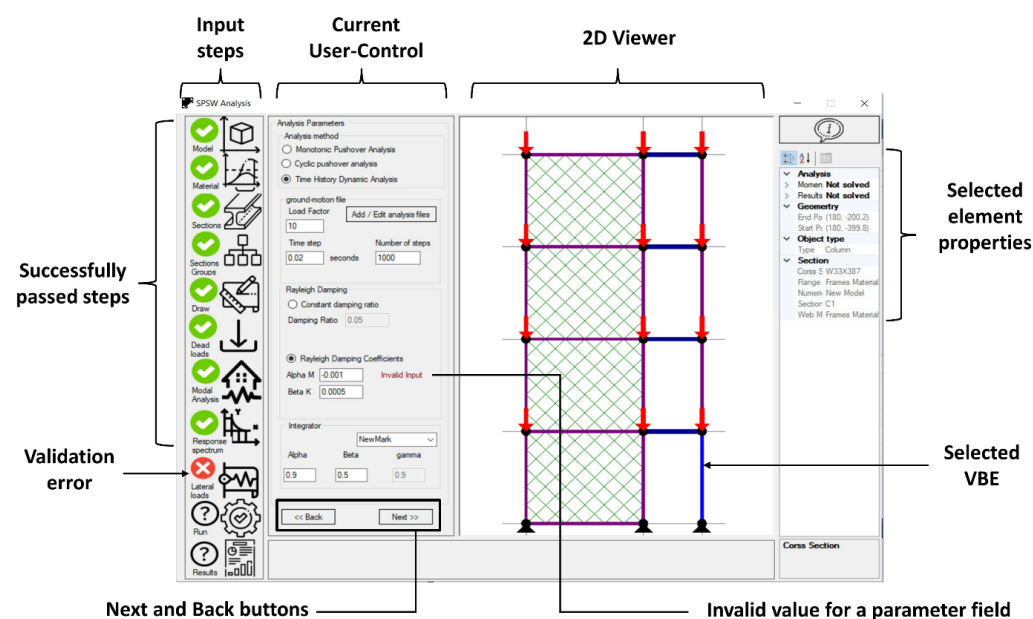 Input
steps
Current
User-Control
2D Viewer
SPSW Analysis
Model
Material
Sections
Sections
Groups
Draw
Dead
loads
Modal
Analysis
Response
spectrum
Lateral
loads
Run
Results
Analysis Parameters
Analysis method
Monotonic Pushover Analysis
Cyclic pushover analysis
Time History Dynamic Analysis
ground-motion file
Load Factor
Add / Edit analysis files
10
Time step
Number of steps
0.02 seconds
1000
Rayleigh Damping
Constant damping ratio
Damping Ratio 0.05
Rayleigh Damping Coefficients
Alpha M -0.001 Invalid Input
Beta K 0.0005
Integrator
NewMark
Alpha Beta gamma
0.9 0.5 0.9
<< Back Next >>
i
Analysis
Momen Not solved
Results Not solved
Geomertry
End Po (180, -200.2)
Start Pc (180, -399.8)
Object type
Type Column
Section
Corss S W33X387
Flange Frames Material
Numeri New Model
Section C1
Web M Frames Material
Corss Section
Successfully
passed steps
Validation
error
Selected
element
properties
Selected
VBE
Next and Back buttons
Invalid value for a parameter field